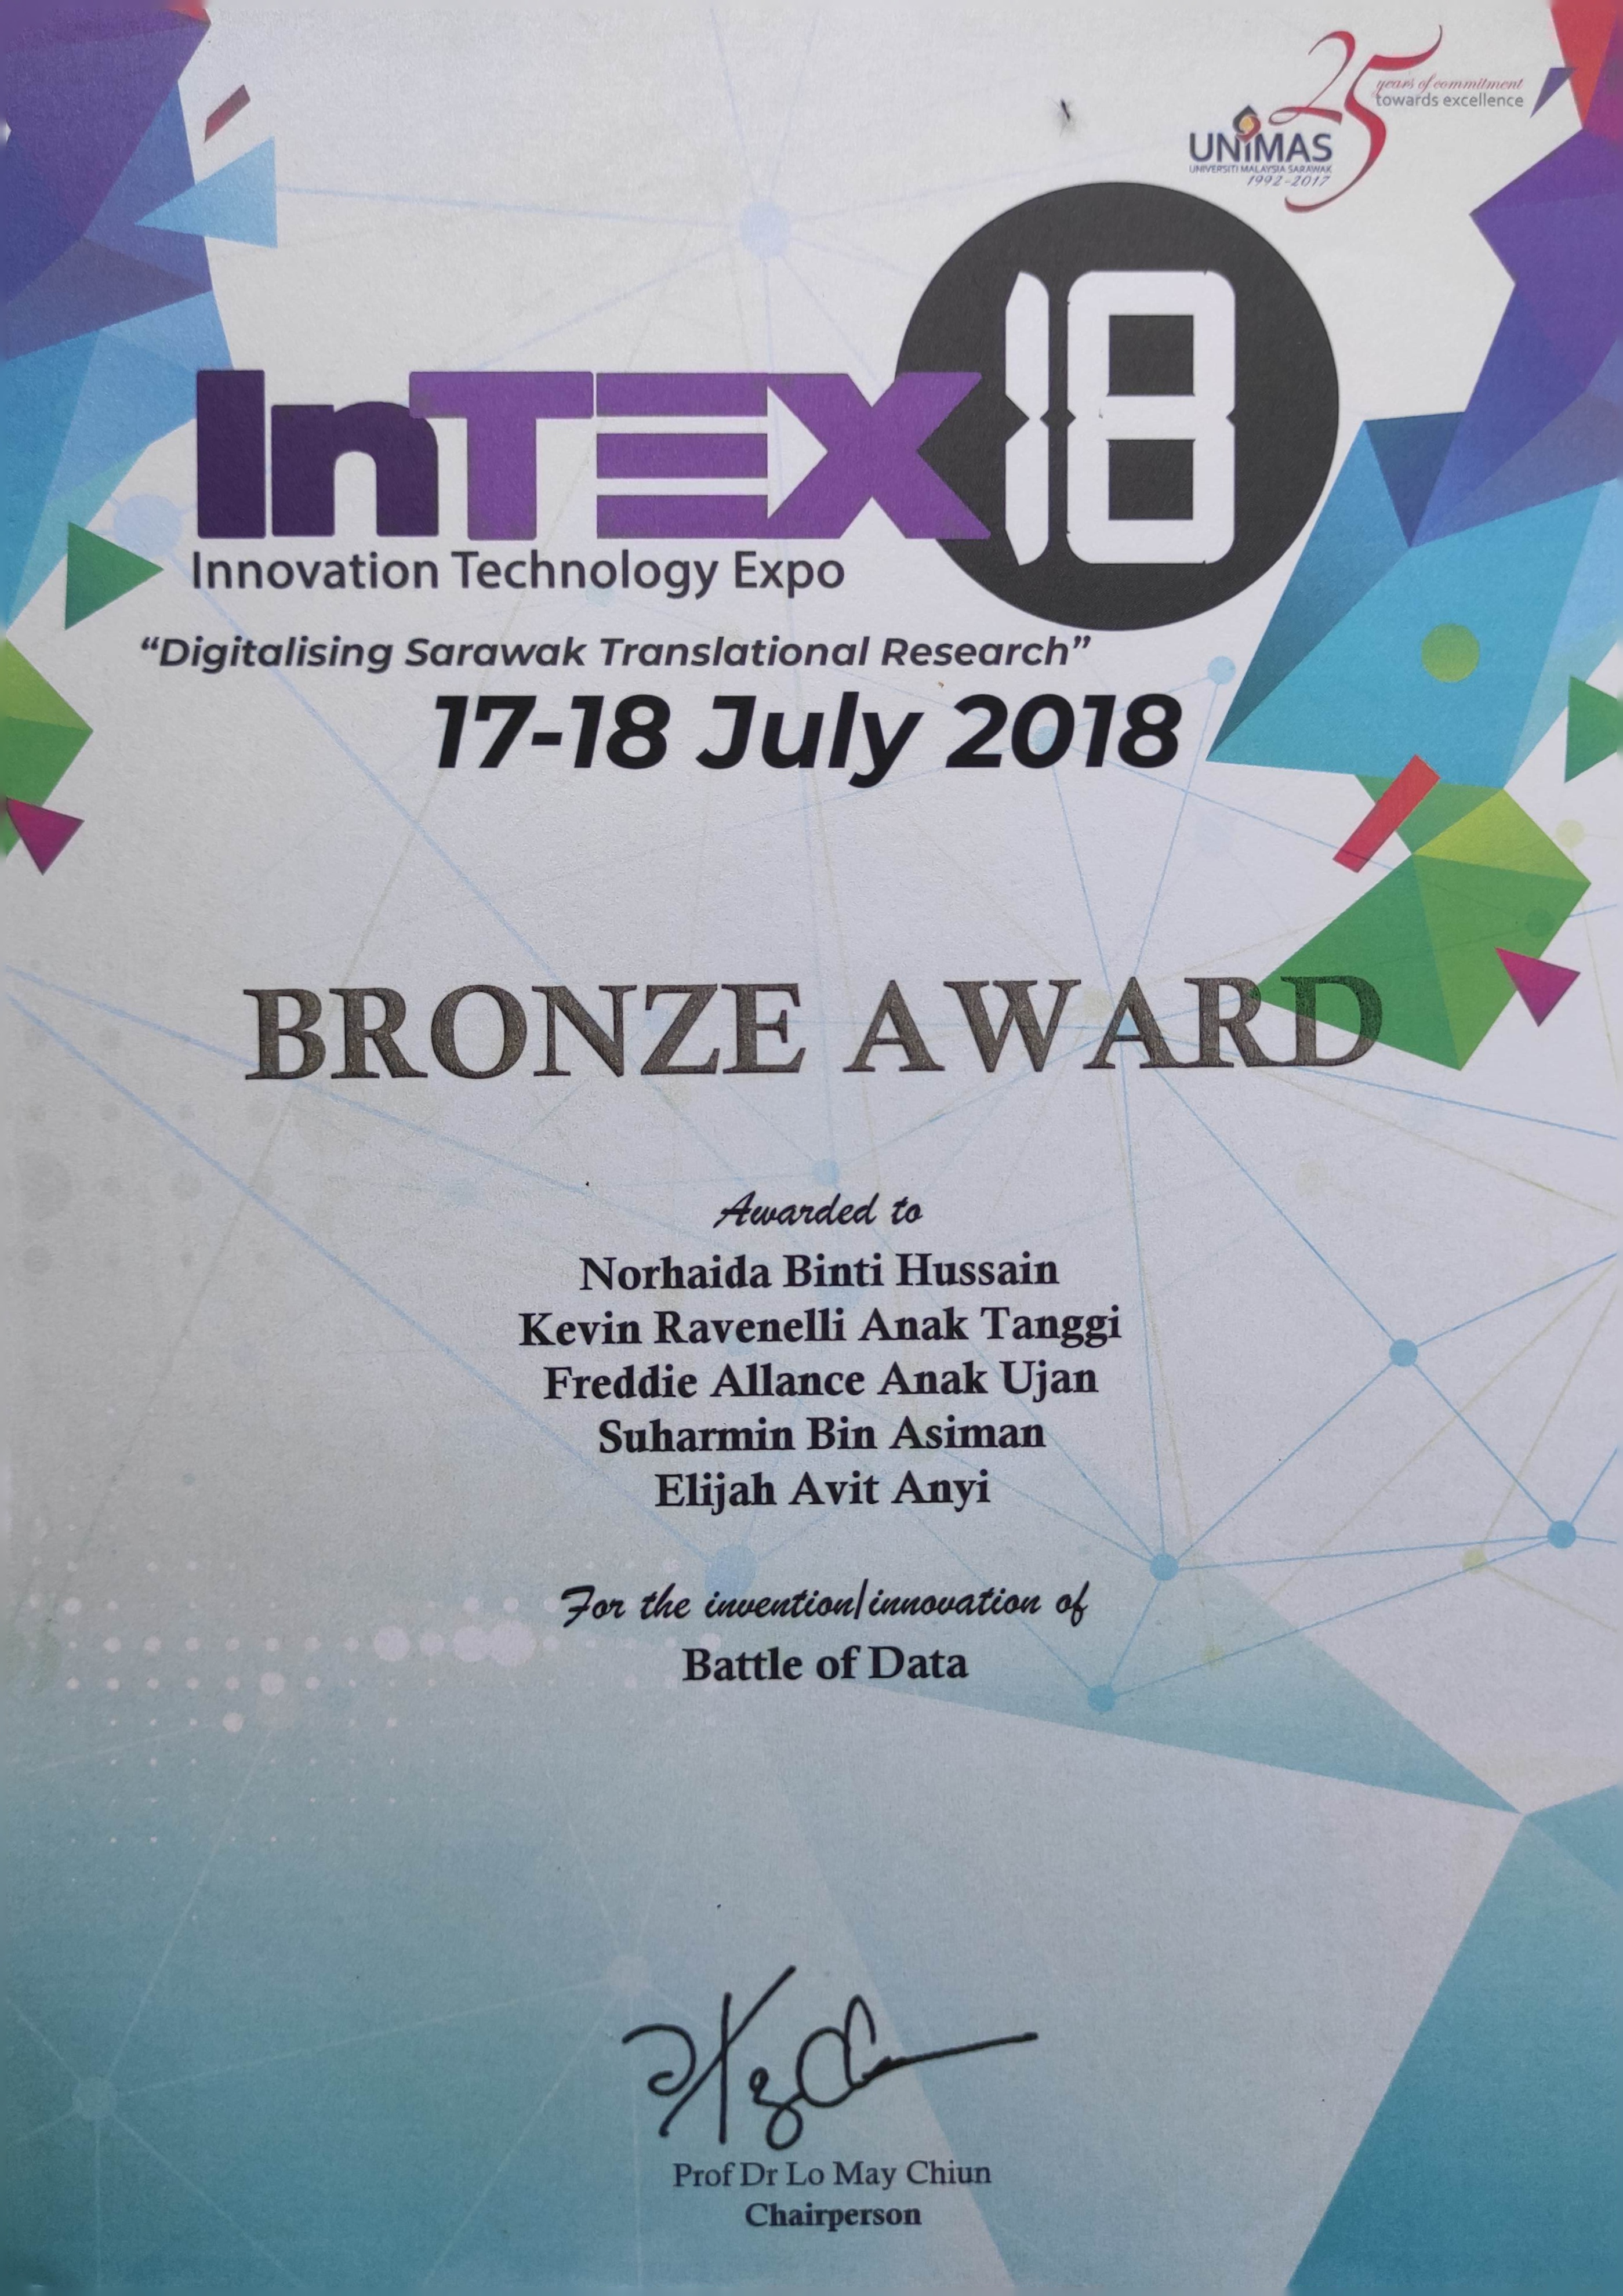 25 years of commitment
towards excellence
UNIMAS
UNIVERSITI MALAYSIA SARAWAK
1992-2017
InTEX18
Innovation Technology Expo
“Digitalising Sarawak Translational Research”
17-18 July 2018
BRONZE AWARD
Awarded to
Norhaida Binti Hussain
Kevin Ravenelli Anak Tanggi
Freddie Allance Anak Ujan
Suharmin Bin Asiman
Elijah Avit Anyi
For the invention/innovation of
Battle of Data
Prof Dr Lo May Chiun
Chairperson